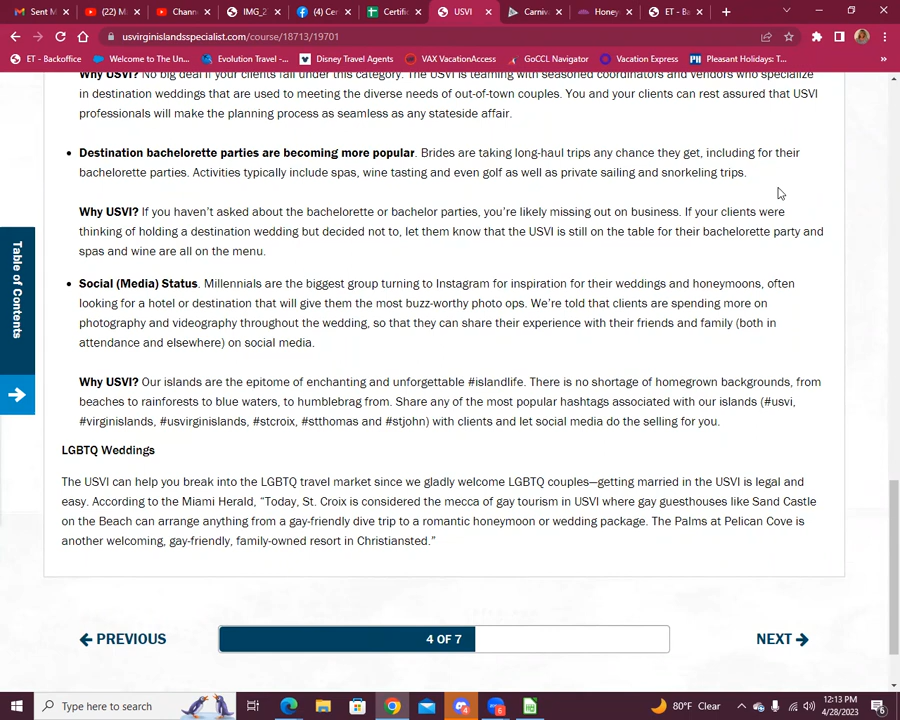 Sent M
(22) M
Chann
IMG_2
(4) Cer
Certific
USVI
Carniva
Honey
ET - Ba
usvirginislandsspecialist.com/course/18713/19701
ET - Backoffice
Welcome to the Un...
Evolution Travel -...
Disney Travel Agents
VAX VacationAccess
GoCCL Navigator
Vacation Express
Pleasant Holidays: T...
Why USVI? No big deal if your clients fall under this category. The USVI is teaming with seasoned coordinators and vendors who specialize
in destination weddings that are used to meeting the diverse needs of out-of-town couples. You and your clients can rest assured that USVI
professionals will make the planning process as seamless as any stateside affair.
Destination bachelorette parties are becoming more popular. Brides are taking long-haul trips any chance they get, including for their
bachelorette parties. Activities typically include spas, wine tasting and even golf as well as private sailing and snorkeling trips.
Why USVI? If you haven't asked about the bachelorette or bachelor parties, you're likely missing out on business. If your clients were
thinking of holding a destination wedding but decided not to, let them know that the USVI is still on the table for their bachelorette party and
spas and wine are all on the menu.
Table of Contents
Social (Media) Status. Millennials are the biggest group turning to Instagram for inspiration for their weddings and honeymoons, often
looking for a hotel or destination that will give them the most buzz-worthy photo ops. We're told that clients are spending more on
photography and videography throughout the wedding, so that they can share their experience with their friends and family (both in
attendance and elsewhere) on social media.
Why USVI? Our islands are the epitome of enchanting and unforgettable #islandlife. There is no shortage of homegrown backgrounds, from
beaches to rainforests to blue waters, to humblebrag from. Share any of the most popular hashtags associated with our islands (#usvi,
#virginislands, #usvirginislands, #stcroix, #stthomas and #stjohn) with clients and let social media do the selling for you.
LGBTQ Weddings
The USVI can help you break into the LGBTQ travel market since we gladly welcome LGBTQ couples—getting married in the USVI is legal and
easy. According to the Miami Herald, “Today, St. Croix is considered the mecca of gay tourism in USVI where gay guesthouses like Sand Castle
on the Beach can arrange anything from a gay-friendly dive trip to a romantic honeymoon or wedding package. The Palms at Pelican Cove is
another welcoming, gay-friendly, family-owned resort in Christiansted.”
PREVIOUS
4 OF 7
NEXT
Type here to search
80°F Clear
12:13 PM
4/28/2023